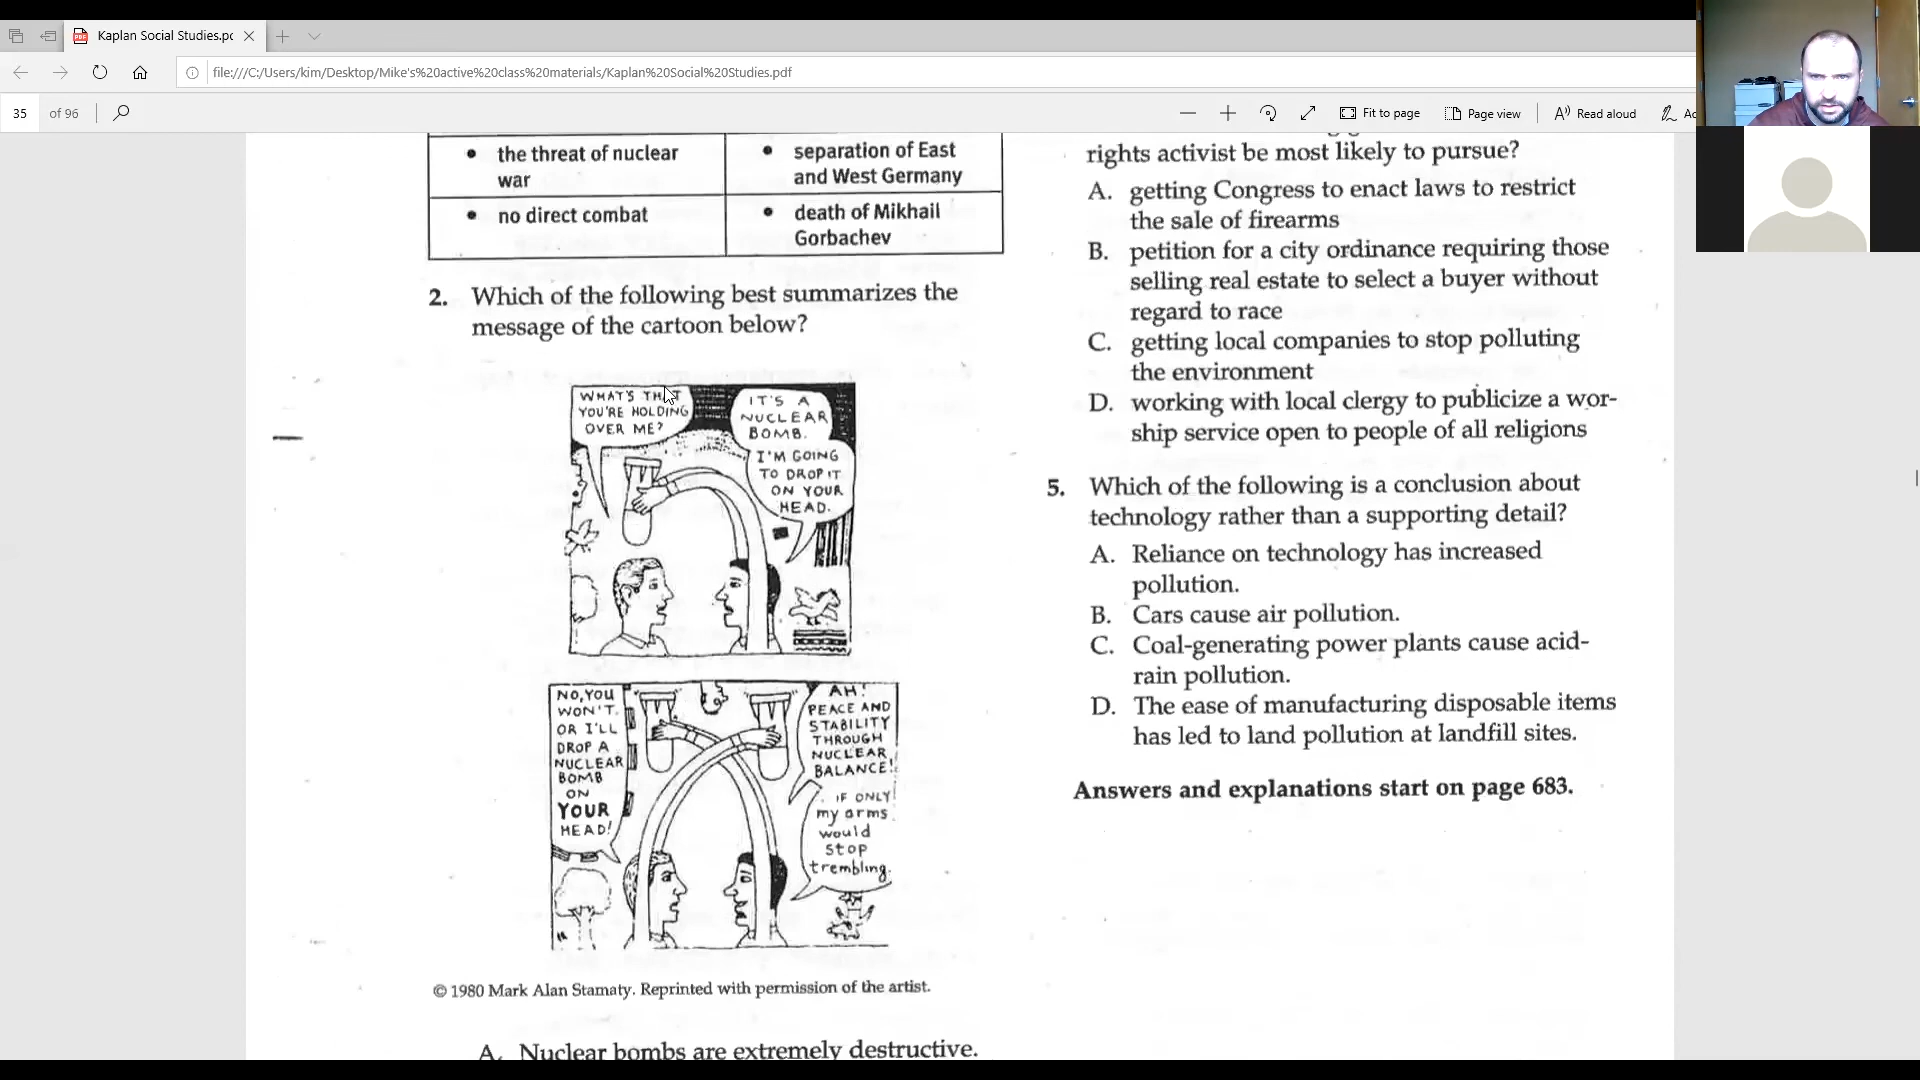 Kaplan Social Studies.pc
file:///C:/Users/kim/Desktop/Mike's%20active%20class%20materials/Kaplan%20Social%20Studies.pdf
35 of 96
Fit to page
Page view
Read aloud
the threat of nuclear
war
separation of East
and West Germany
no direct combat
death of Mikhail
Gorbachev
2. Which of the following best summarizes the
message of the cartoon below?
WHAT'S THAT
YOU'RE HOLDING
OVER ME?
IT'S A
NUCLEAR
BOMB.
I'M GOING
TO DROP IT
ON YOUR
HEAD.
NO, YOU
WON'T.
OR I'LL
DROP A
NUCLEAR
BOMB
ON
YOUR
HEAD!
AH!
PEACE AND
STABILITY
THROUGH
NUCLEAR
BALANCE!
IF ONLY
my arms
would
stop
trembling.
© 1980 Mark Alan Stamaty. Reprinted with permission of the artist.
A. Nuclear bombs are extremely destructive.
rights activist be most likely to pursue?
A. getting Congress to enact laws to restrict
the sale of firearms
B. petition for a city ordinance requiring those
selling real estate to select a buyer without
regard to race
C. getting local companies to stop polluting
the environment
D. working with local clergy to publicize a wor-
ship service open to people of all religions
5. Which of the following is a conclusion about
technology rather than a supporting detail?
A. Reliance on technology has increased
pollution.
B. Cars cause air pollution.
C. Coal-generating power plants cause acid-
rain pollution.
D. The ease of manufacturing disposable items
has led to land pollution at landfill sites.
Answers and explanations start on page 683.